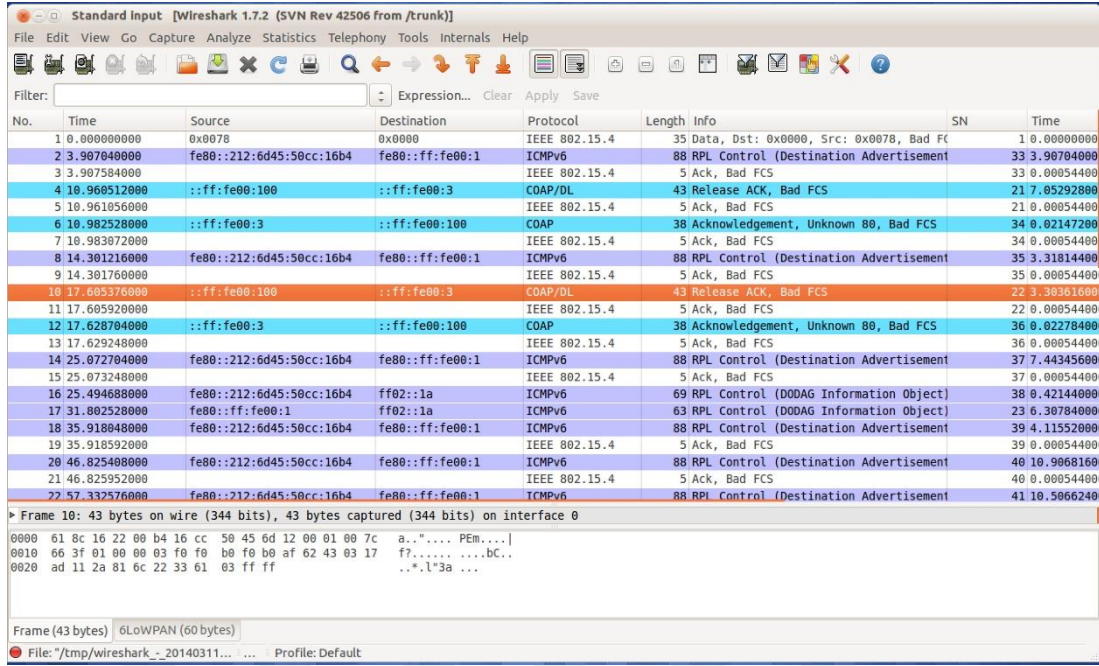 Standard input [Wireshark 1.7.2 (SVN Rev 42506 from /trunk)]
File Edit View Go Capture Analyze Statistics Telephony Tools Internals Help
Filter: Expression... Clear Apply Save
No. Time Source Destination Protocol Length Info SN Time
1 0.000000000 0x0078 0x0000 IEEE 802.15.4 35 Data, Dst: 0x0000, Src: 0x0078, Bad FC 1 0.00000000
2 3.907040000 fe80::212:6d45:50cc:16b4 fe80::ff:fe00:1 ICMPv6 88 RPL Control (Destination Advertisement 33 3.90704000
3 3.907584000 IEEE 802.15.4 5 Ack, Bad FCS 33 0.00054400
4 10.960512000 ::ff:fe00:100 ::ff:fe00:3 COAP/DL 43 Release ACK, Bad FCS 21 7.05292800
5 10.961056000 IEEE 802.15.4 5 Ack, Bad FCS 21 0.00054400
6 10.982528000 ::ff:fe00:3 ::ff:fe00:100 COAP 38 Acknowledgement, Unknown 80, Bad FCS 34 0.02147200
7 10.983072000 IEEE 802.15.4 5 Ack, Bad FCS 34 0.00054400
8 14.301216000 fe80::212:6d45:50cc:16b4 fe80::ff:fe00:1 ICMPv6 88 RPL Control (Destination Advertisement 35 3.31814400
9 14.301760000 IEEE 802.15.4 5 Ack, Bad FCS 35 0.00054400
10 17.605376000 ::ff:fe00:100 ::ff:fe00:3 COAP/DL 43 Release ACK, Bad FCS 22 3.30361600
11 17.605920000 IEEE 802.15.4 5 Ack, Bad FCS 22 0.00054400
12 17.628704000 ::ff:fe00:3 ::ff:fe00:100 COAP 38 Acknowledgement, Unknown 80, Bad FCS 36 0.02278400
13 17.629248000 IEEE 802.15.4 5 Ack, Bad FCS 36 0.00054400
14 25.072704000 fe80::212:6d45:50cc:16b4 fe80::ff:fe00:1 ICMPv6 88 RPL Control (Destination Advertisement 37 7.44345600
15 25.073248000 IEEE 802.15.4 5 Ack, Bad FCS 37 0.00054400
16 25.494688000 fe80::212:6d45:50cc:16b4 ff02::1a ICMPv6 69 RPL Control (DODAG Information Object) 38 0.42144000
17 31.802528000 fe80::ff:fe00:1 ff02::1a ICMPv6 63 RPL Control (DODAG Information Object) 23 6.30784000
18 35.918048000 fe80::212:6d45:50cc:16b4 fe80::ff:fe00:1 ICMPv6 88 RPL Control (Destination Advertisement 39 4.11552000
19 35.918592000 IEEE 802.15.4 5 Ack, Bad FCS 39 0.00054400
20 46.825408000 fe80::212:6d45:50cc:16b4 fe80::ff:fe00:1 ICMPv6 88 RPL Control (Destination Advertisement 40 10.9068160
21 46.825952000 IEEE 802.15.4 5 Ack, Bad FCS 40 0.00054400
22 57.332576000 fe80::212:6d45:50cc:16b4 fe80::ff:fe00:1 ICMPv6 88 RPL Control (Destination Advertisement 41 10.5066240
Frame 10: 43 bytes on wire (344 bits), 43 bytes captured (344 bits) on interface 0
0000 61 8c 16 22 00 b4 16 cc 50 45 6d 12 00 01 00 7c a..".... PEm....|
0010 66 3f 01 00 00 03 f0 f0 b0 f0 b0 af 62 43 03 17 f?...... ....bC..
0020 ad 11 2a 81 6c 22 33 61 03 ff ff ..*.l"3a ...
Frame (43 bytes) 6LoWPAN (60 bytes)
File: "/tmp/wireshark_-_20140311... ... Profile: Default